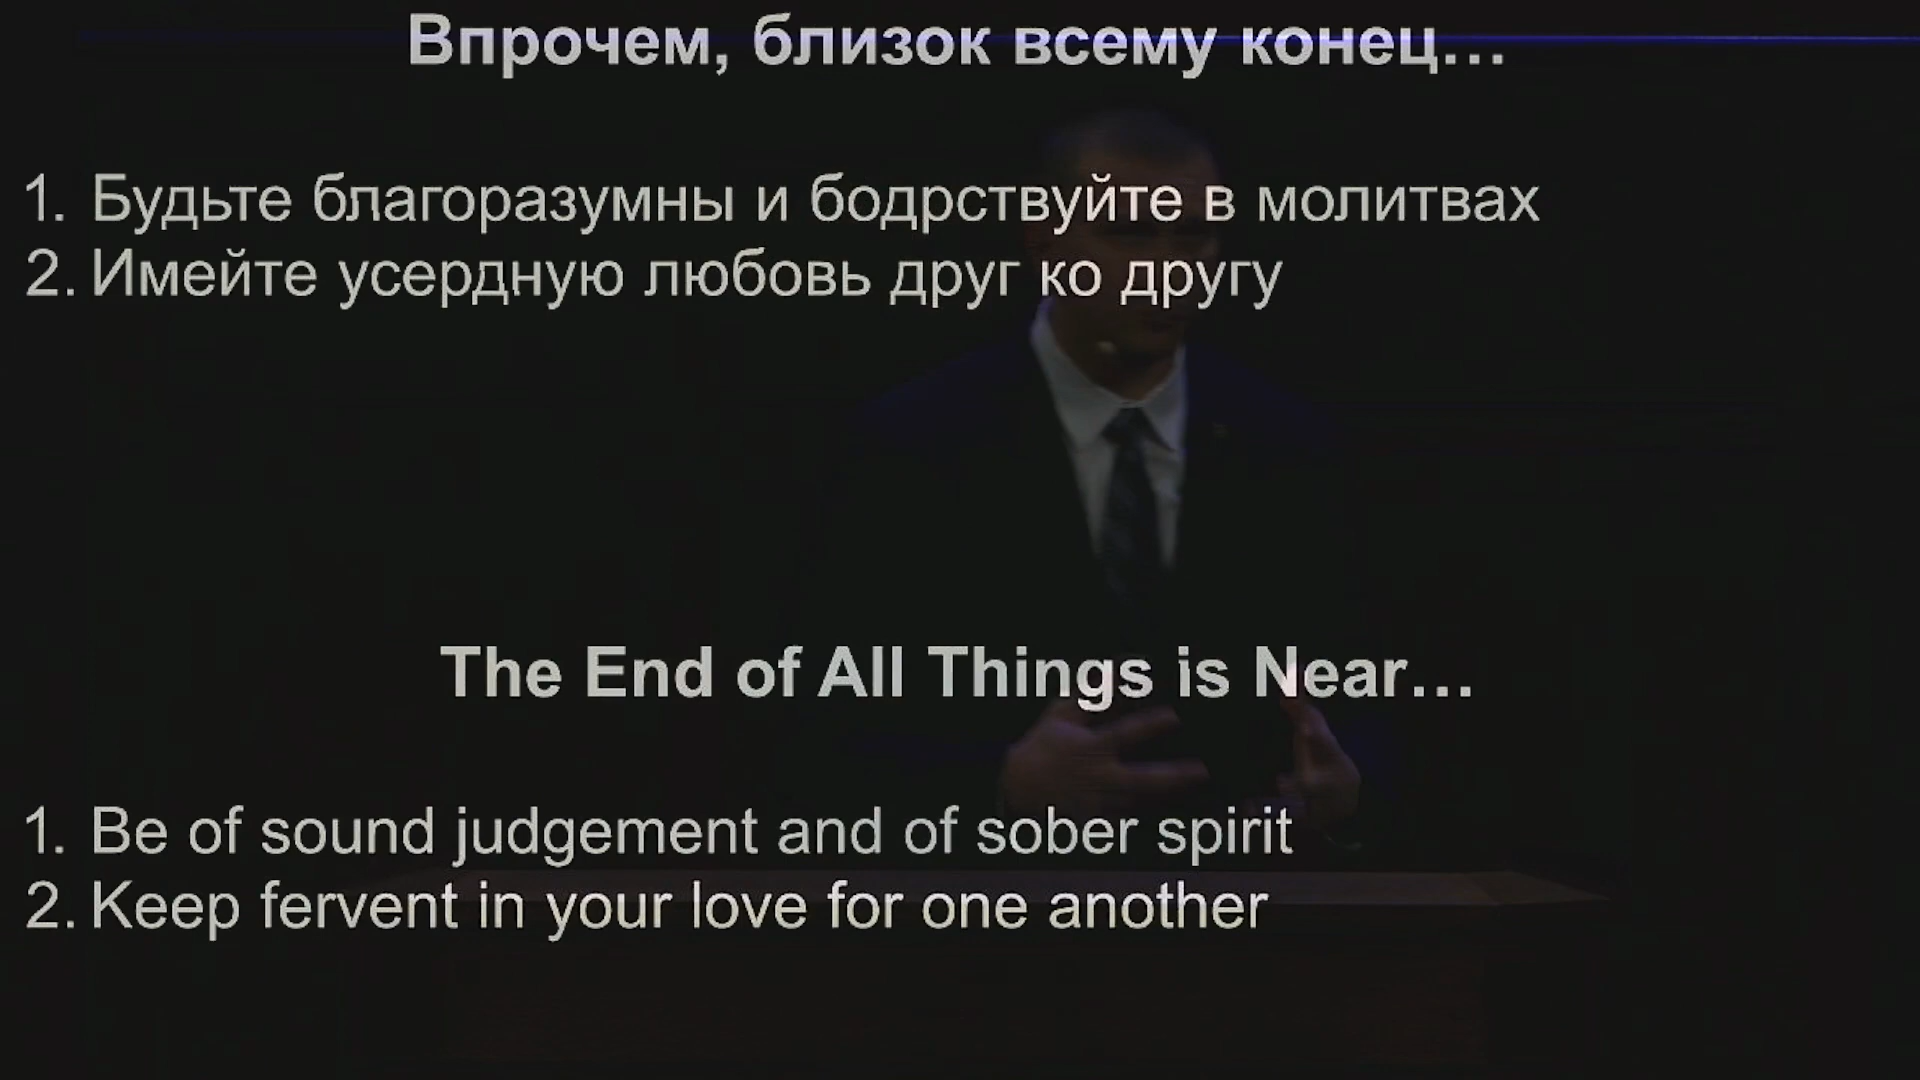 Впрочем, близок всему конец…
1. Будьте благоразумны и бодрствуйте в молитвах
2. Имейте усердную любовь друг ко другу
The End of All Things is Near…
1. Be of sound judgement and of sober spirit
2. Keep fervent in your love for one another